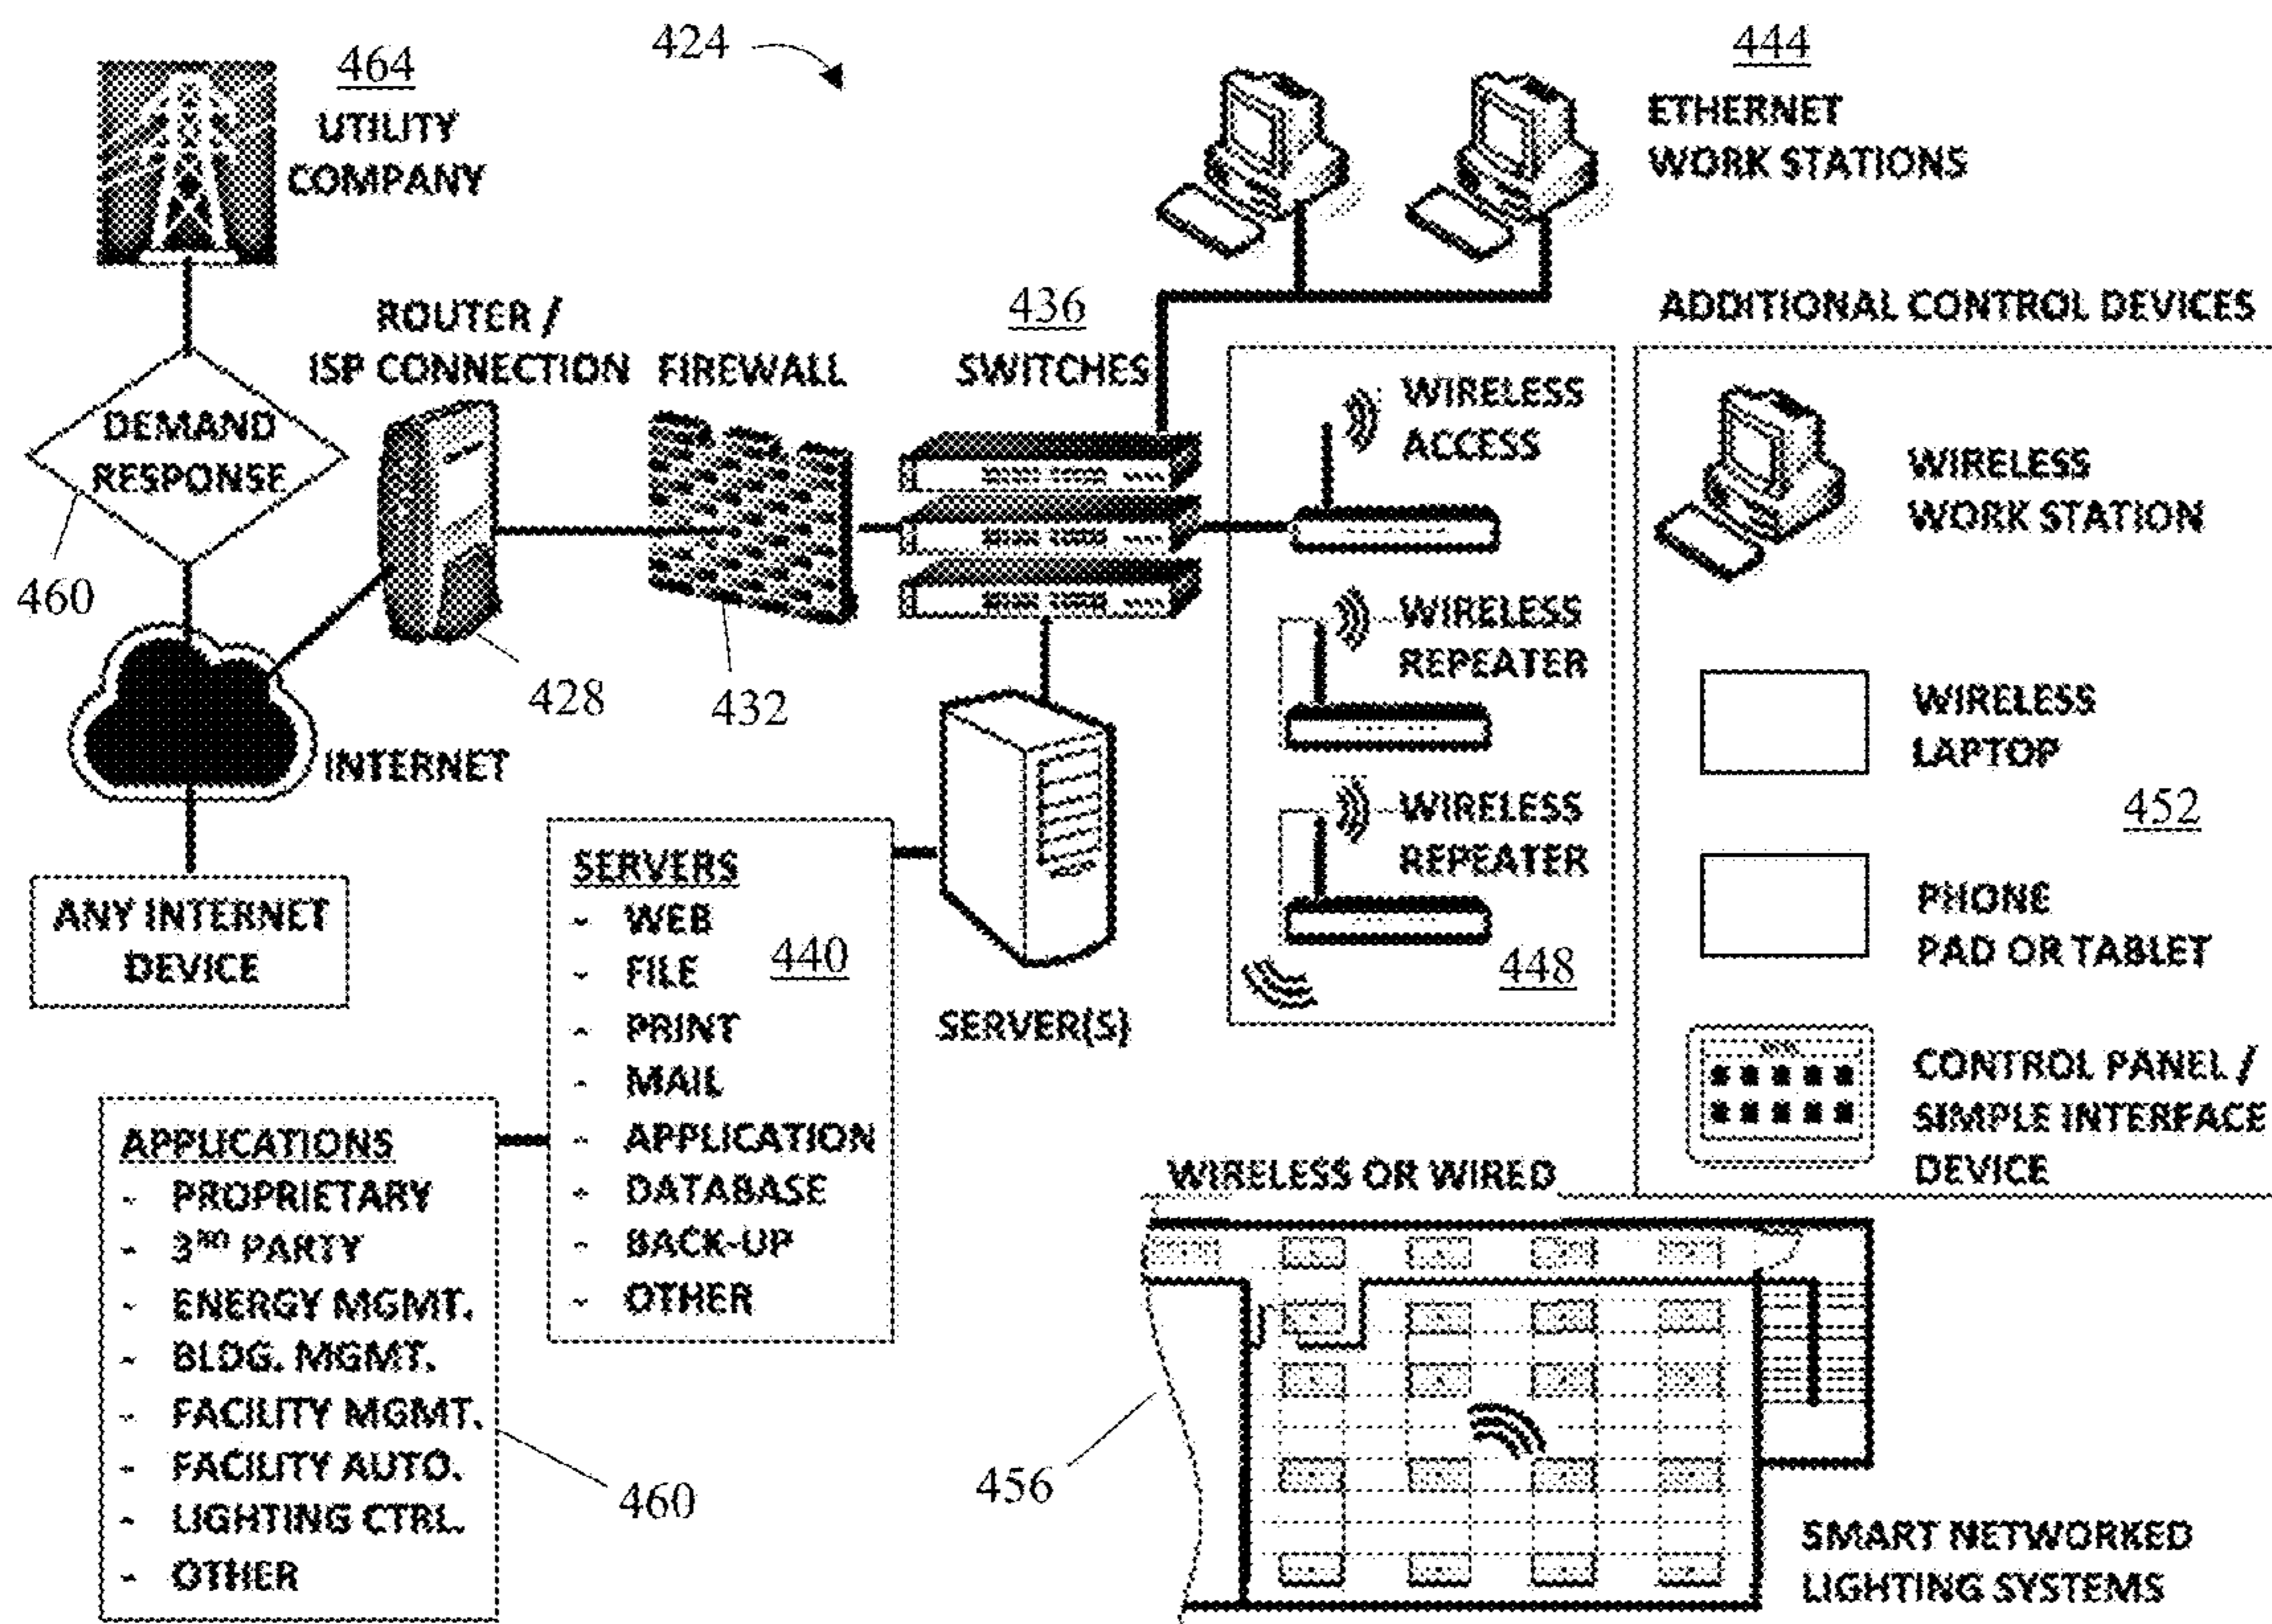 424
464
UTILITY
COMPANY
444
ETHERNET
WORK STATIONS
ROUTER /
ISP CONNECTION
FIREWALL
436
SWITCHES
ADDITIONAL CONTROL DEVICES
DEMAND
RESPONSE
460
428
432
INTERNET
ANY INTERNET
DEVICE
WIRELESS
ACCESS
WIRELESS
REPEATER
WIRELESS
REPEATER
448
WIRELESS
WORK STATION
WIRELESS
LAPTOP
452
PHONE
PAD OR TABLET
CONTROL PANEL /
SIMPLE INTERFACE
DEVICE
SERVERS
- WEB
- FILE
- PRINT
- MAIL
- APPLICATION
- DATABASE
- BACK-UP
- OTHER
440
SERVER(S)
APPLICATIONS
- PROPRIETARY
- 3RD PARTY
- ENERGY MGMT.
- BLDG. MGMT.
- FACILITY MGMT.
- FACILITY AUTO.
- LIGHTING CTRL.
- OTHER
460
WIRELESS OR WIRED
456
SMART NETWORKED
LIGHTING SYSTEMS